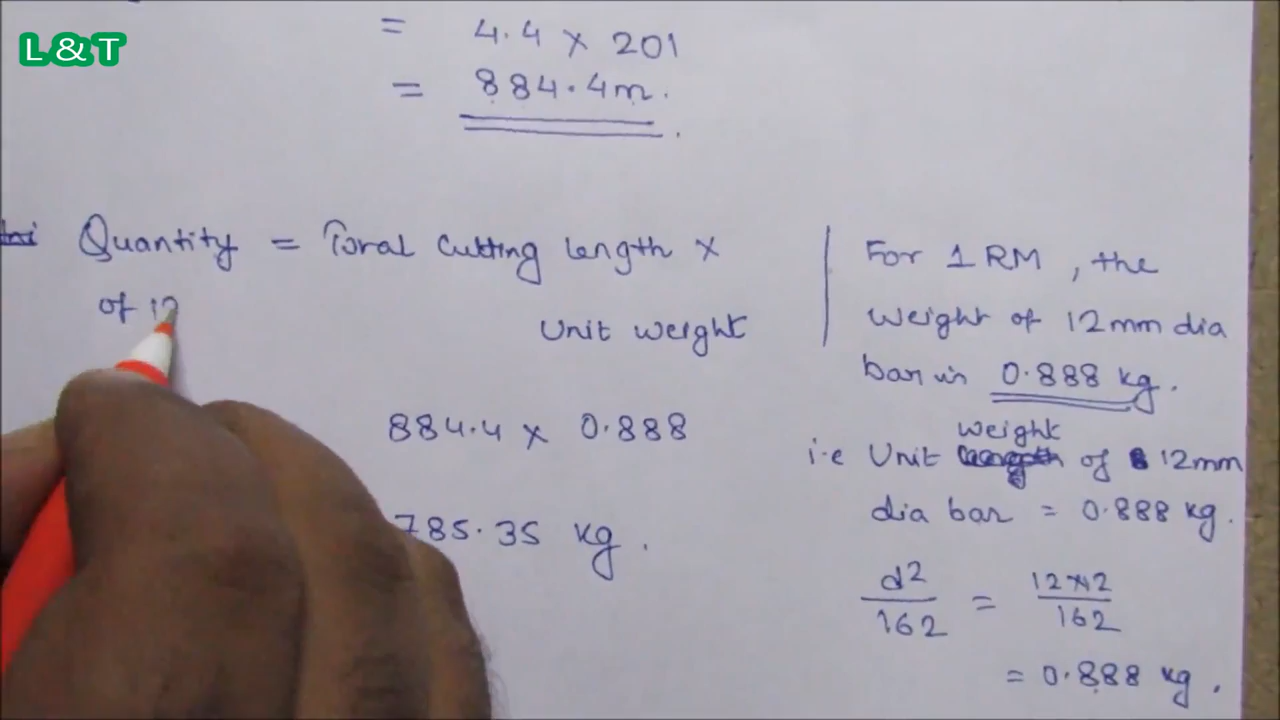 L & T
= 4.4 x 201
= 884.4m.
Quantity = Toral Cutting length x
of 12
Unit weight
884.4 x 0.888
785.35 kg.
For 1 RM, the
weight of 12mm dia
bar is 0.888 kg.
weight
i.e Unit of 12mm
dia bar = 0.888 kg.
d2/162 = 12x12/162
= 0.888 kg.